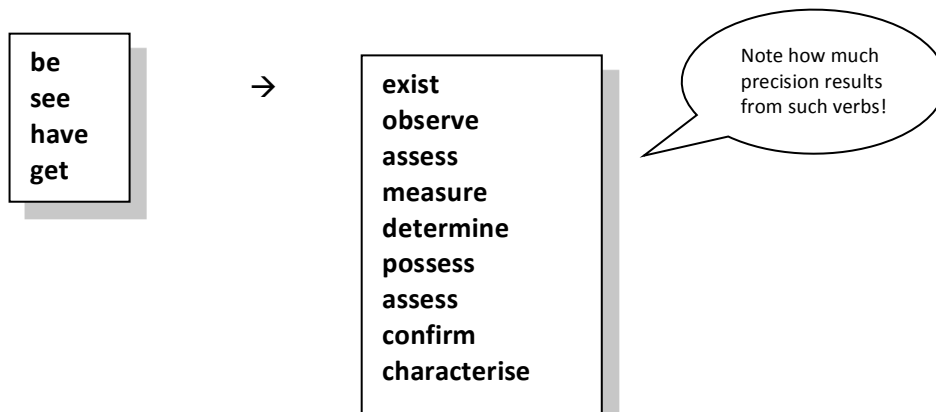 be
see
have
get
→
exist
observe
assess
measure
determine
possess
assess
confirm
characterise
Note how much
precision results
from such verbs!